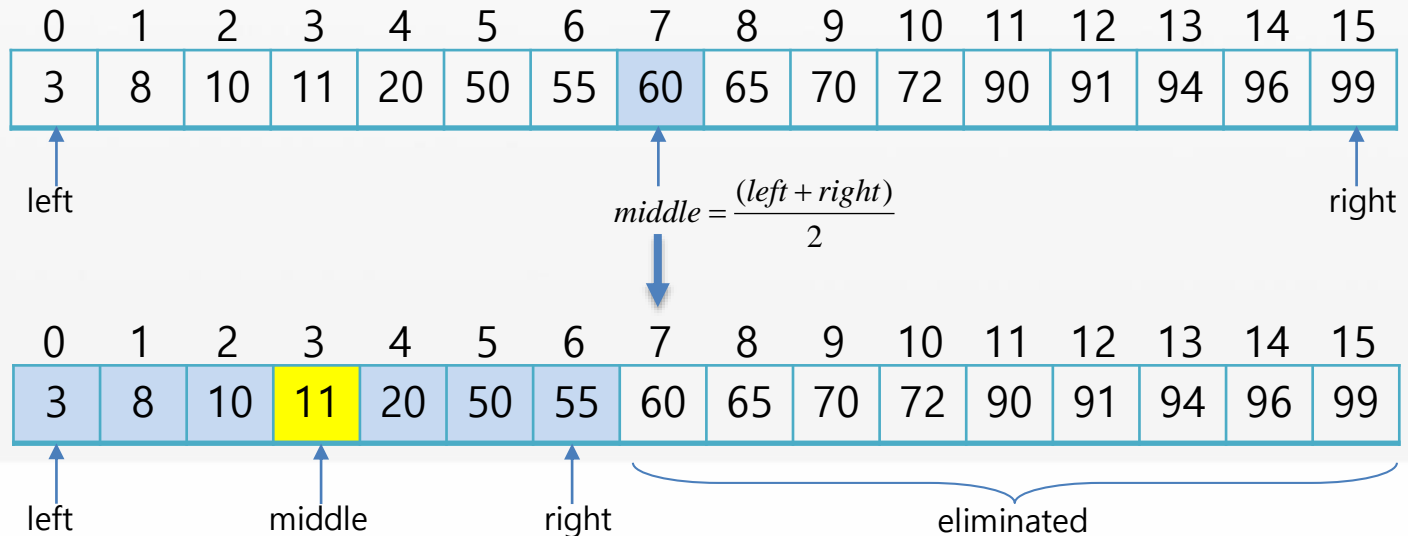 0 1 2 3 4 5 6 7 8 9 10 11 12 13 14 15
3 8 10 11 20 50 55 60 65 70 72 90 91 94 96 99
left right
middle = (left + right) / 2
0 1 2 3 4 5 6 7 8 9 10 11 12 13 14 15
3 8 10 11 20 50 55 60 65 70 72 90 91 94 96 99
left middle right eliminated